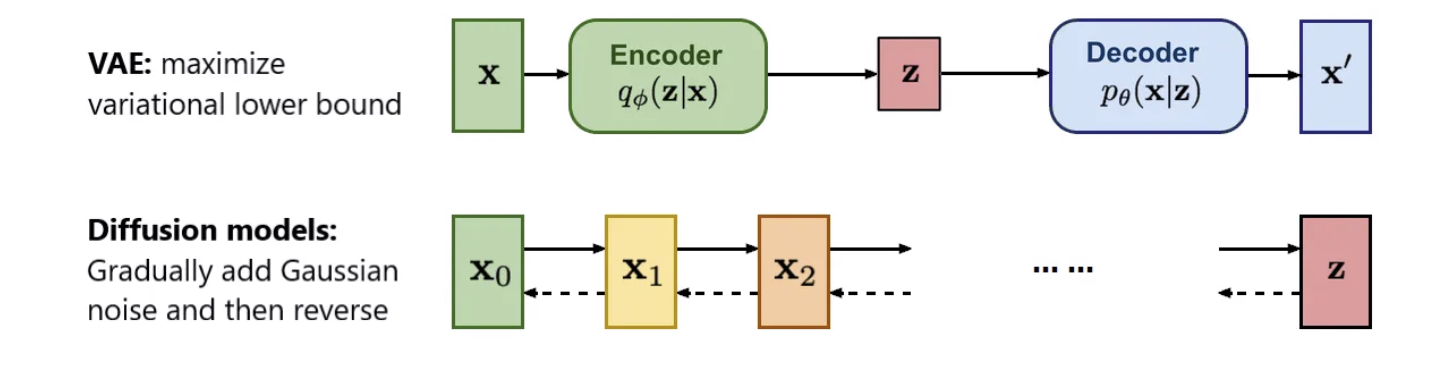 VAE: maximize
variational lower bound
x
Encoder
qϕ(z|x)
z
Decoder
pθ(x|z)
x′
Diffusion models:
Gradually add Gaussian
noise and then reverse
x₀
x₁
x₂
... ...
z